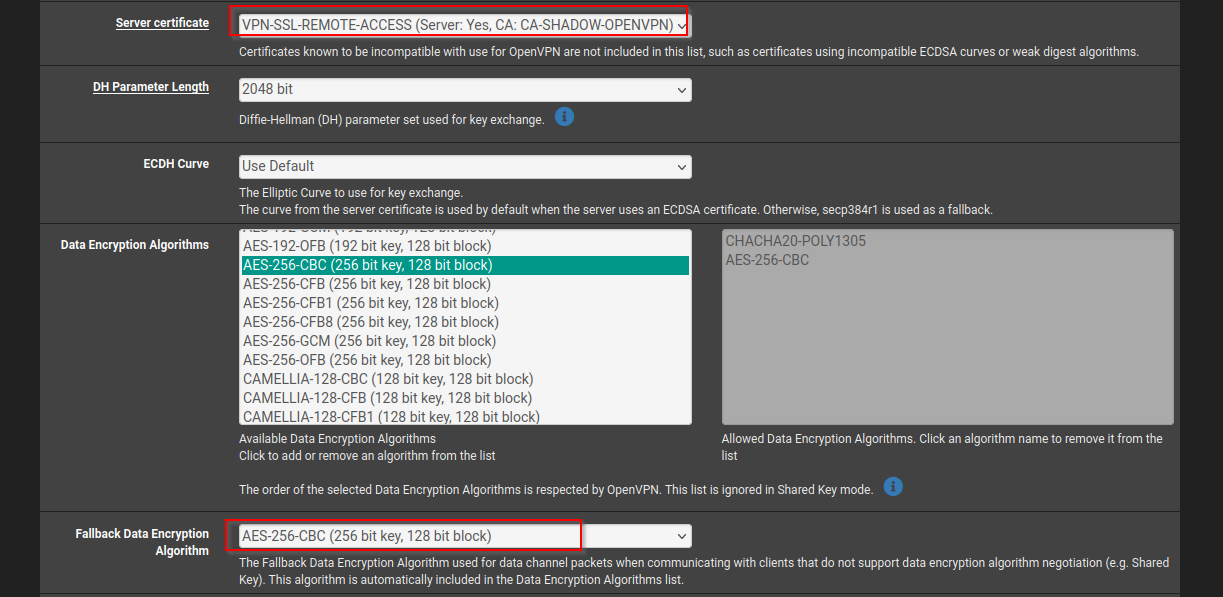 Server certificate
VPN-SSL-REMOTE-ACCESS (Server: Yes, CA: CA-SHADOW-OPENVPN)
Certificates known to be incompatible with use for OpenVPN are not included in this list, such as certificates using incompatible ECDSA curves or weak digest algorithms.
DH Parameter Length
2048 bit
Diffie-Hellman (DH) parameter set used for key exchange.
ECDH Curve
Use Default
The Elliptic Curve to use for key exchange.
The curve from the server certificate is used by default when the server uses an ECDSA certificate. Otherwise, secp384r1 is used as a fallback.
Data Encryption Algorithms
AES-192-GCM (192 bit key, 128 bit block)
AES-192-OFB (192 bit key, 128 bit block)
AES-256-CBC (256 bit key, 128 bit block)
AES-256-CFB (256 bit key, 128 bit block)
AES-256-CFB1 (256 bit key, 128 bit block)
AES-256-CFB8 (256 bit key, 128 bit block)
AES-256-GCM (256 bit key, 128 bit block)
AES-256-OFB (256 bit key, 128 bit block)
CAMELLIA-128-CBC (128 bit key, 128 bit block)
CAMELLIA-128-CFB (128 bit key, 128 bit block)
CAMELLIA-128-CFB1 (128 bit key, 128 bit block)
Available Data Encryption Algorithms
Click to add or remove an algorithm from the list
CHACHA20-POLY1305
AES-256-CBC
Allowed Data Encryption Algorithms. Click an algorithm name to remove it from the
list
The order of the selected Data Encryption Algorithms is respected by OpenVPN. This list is ignored in Shared Key mode.
Fallback Data Encryption
Algorithm
AES-256-CBC (256 bit key, 128 bit block)
The Fallback Data Encryption Algorithm used for data channel packets when communicating with clients that do not support data encryption algorithm negotiation (e.g. Shared
Key). This algorithm is automatically included in the Data Encryption Algorithms list.